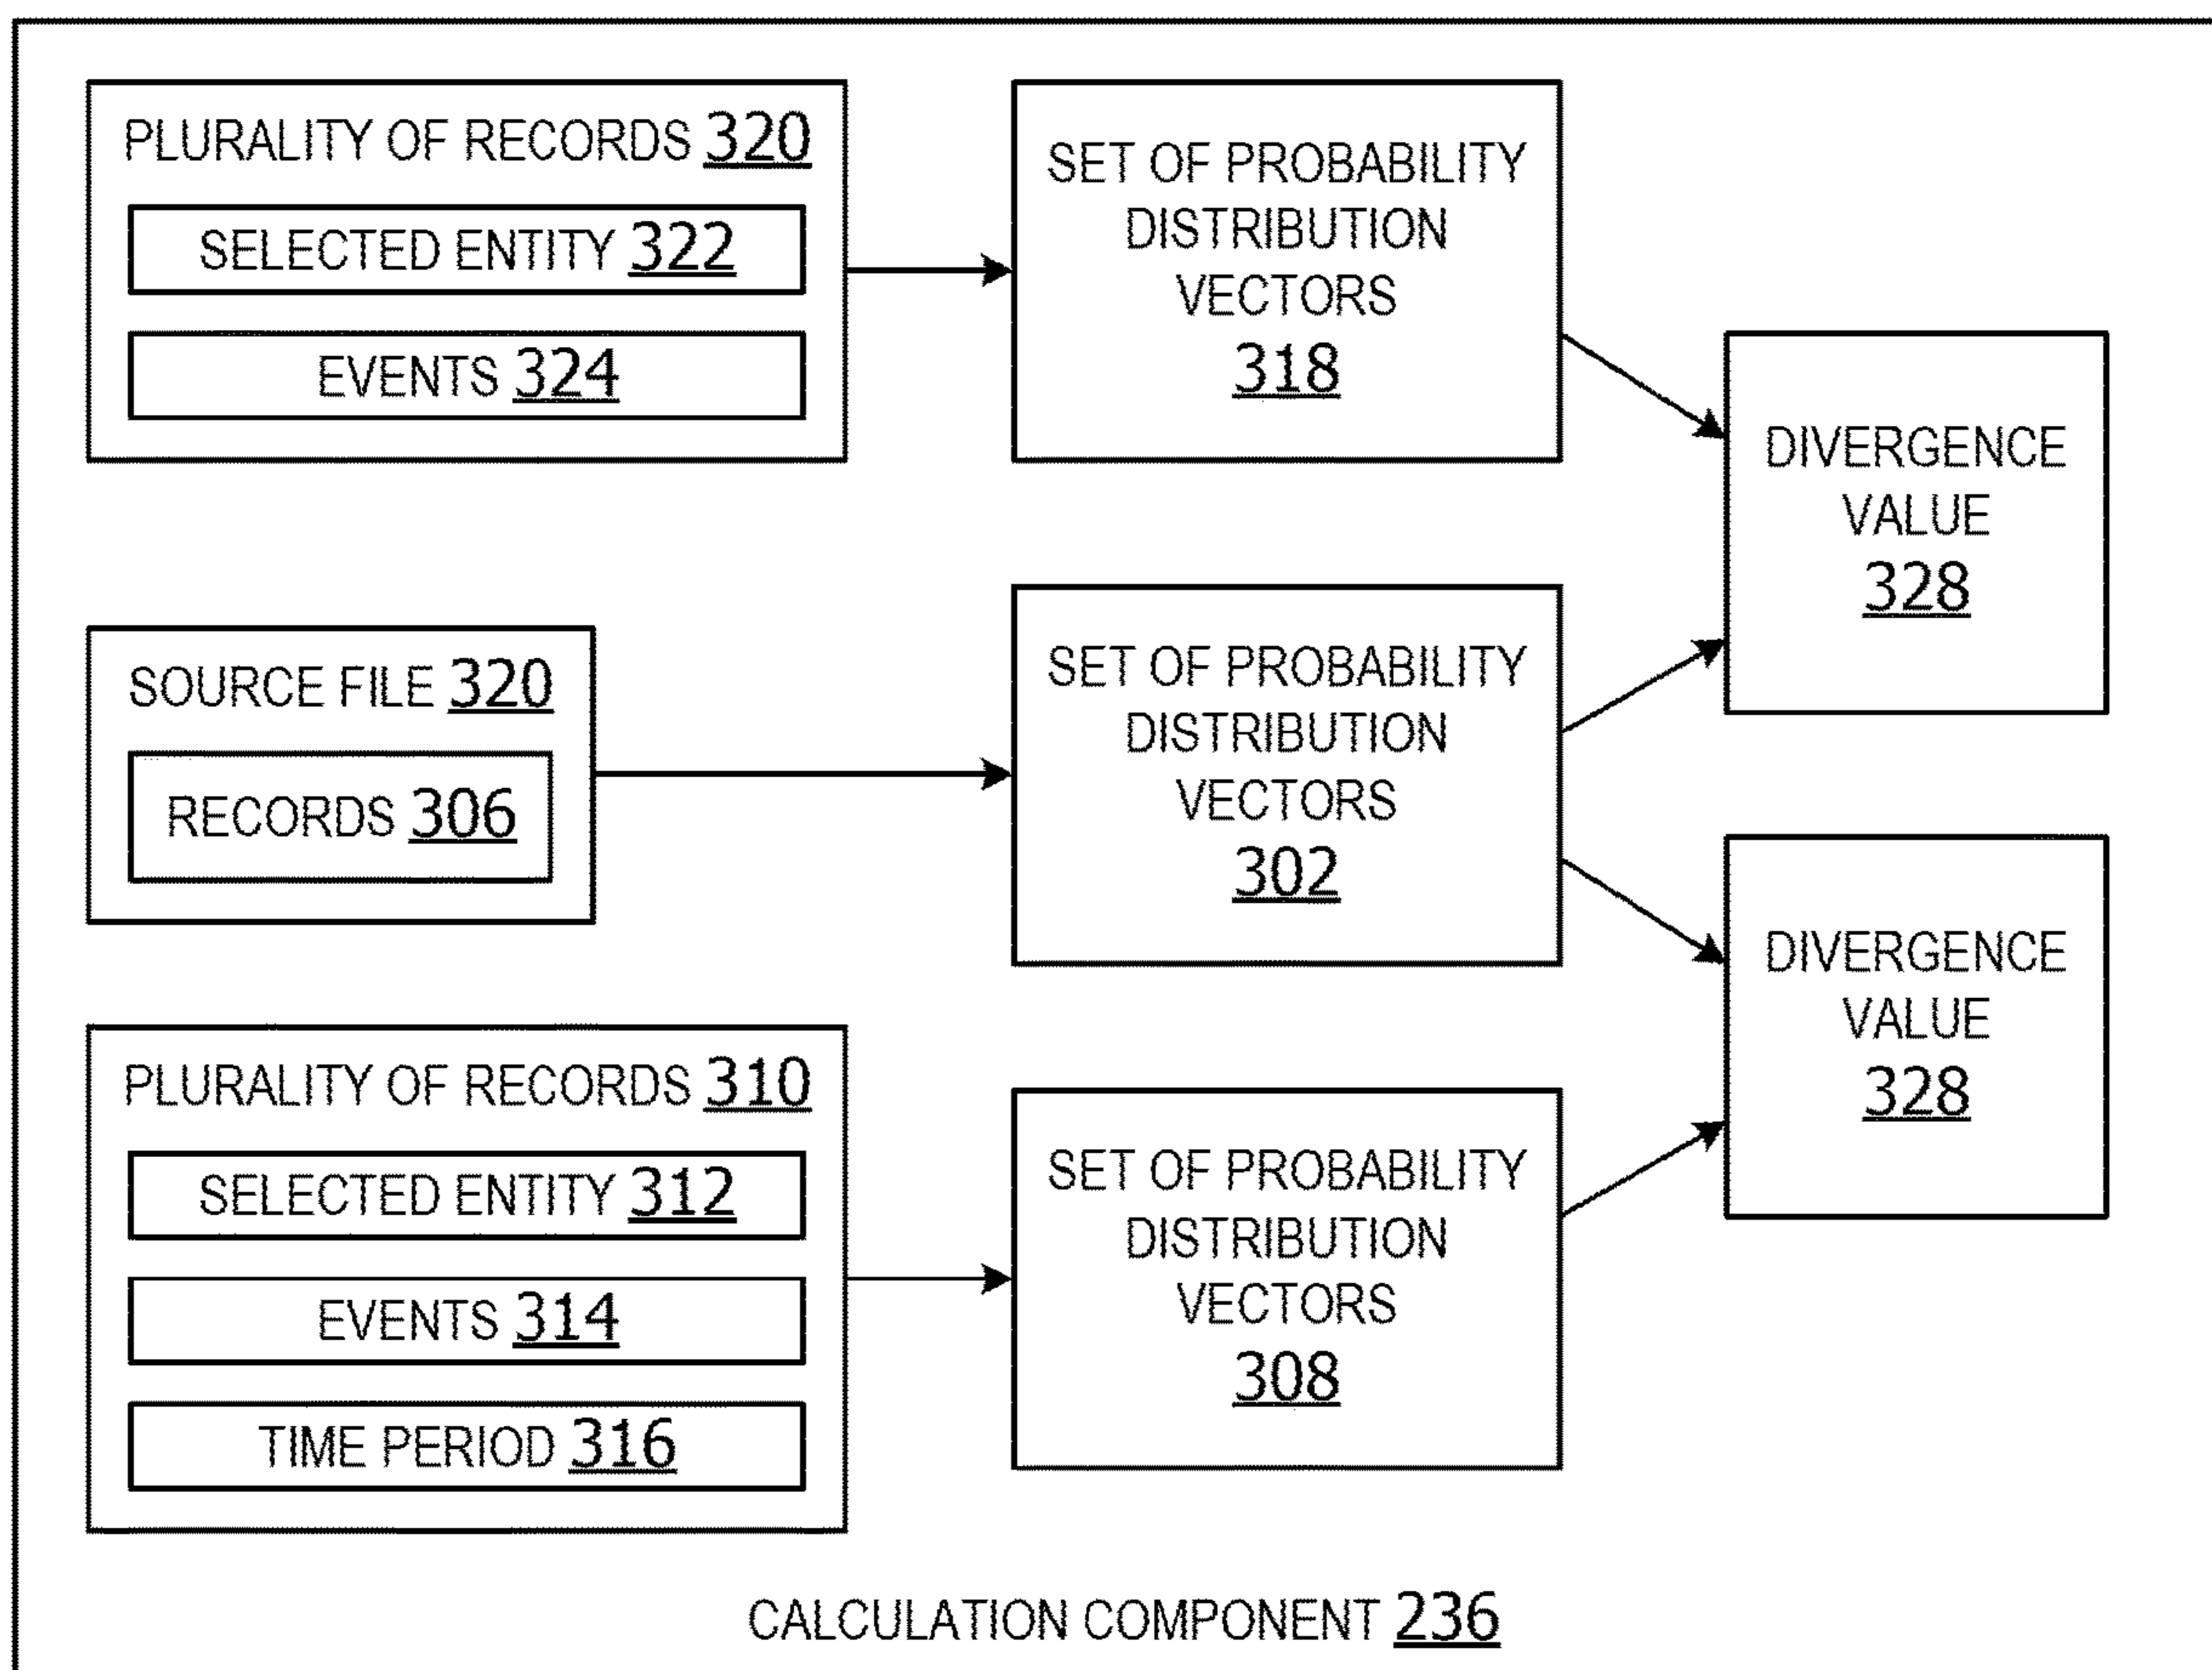 PLURALITY OF RECORDS 320
SELECTED ENTITY 322
EVENTS 324
SET OF PROBABILITY
DISTRIBUTION
VECTORS
318
DIVERGENCE
VALUE
328
SOURCE FILE 320
RECORDS 306
SET OF PROBABILITY
DISTRIBUTION
VECTORS
302
DIVERGENCE
VALUE
328
PLURALITY OF RECORDS 310
SELECTED ENTITY 312
EVENTS 314
TIME PERIOD 316
SET OF PROBABILITY
DISTRIBUTION
VECTORS
308
CALCULATION COMPONENT 236